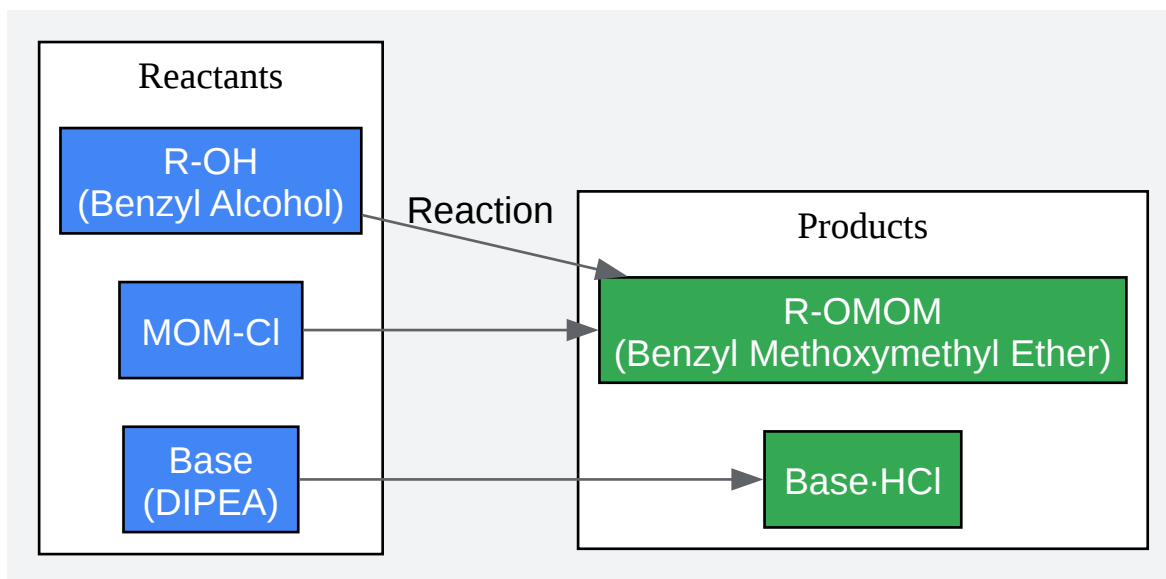 Reactants
R-OH
(Benzyl Alcohol)
MOM-Cl
Base
(DIPEA)
Reaction
Products
R-OMOM
(Benzyl Methoxymethyl Ether)
Base·HCl